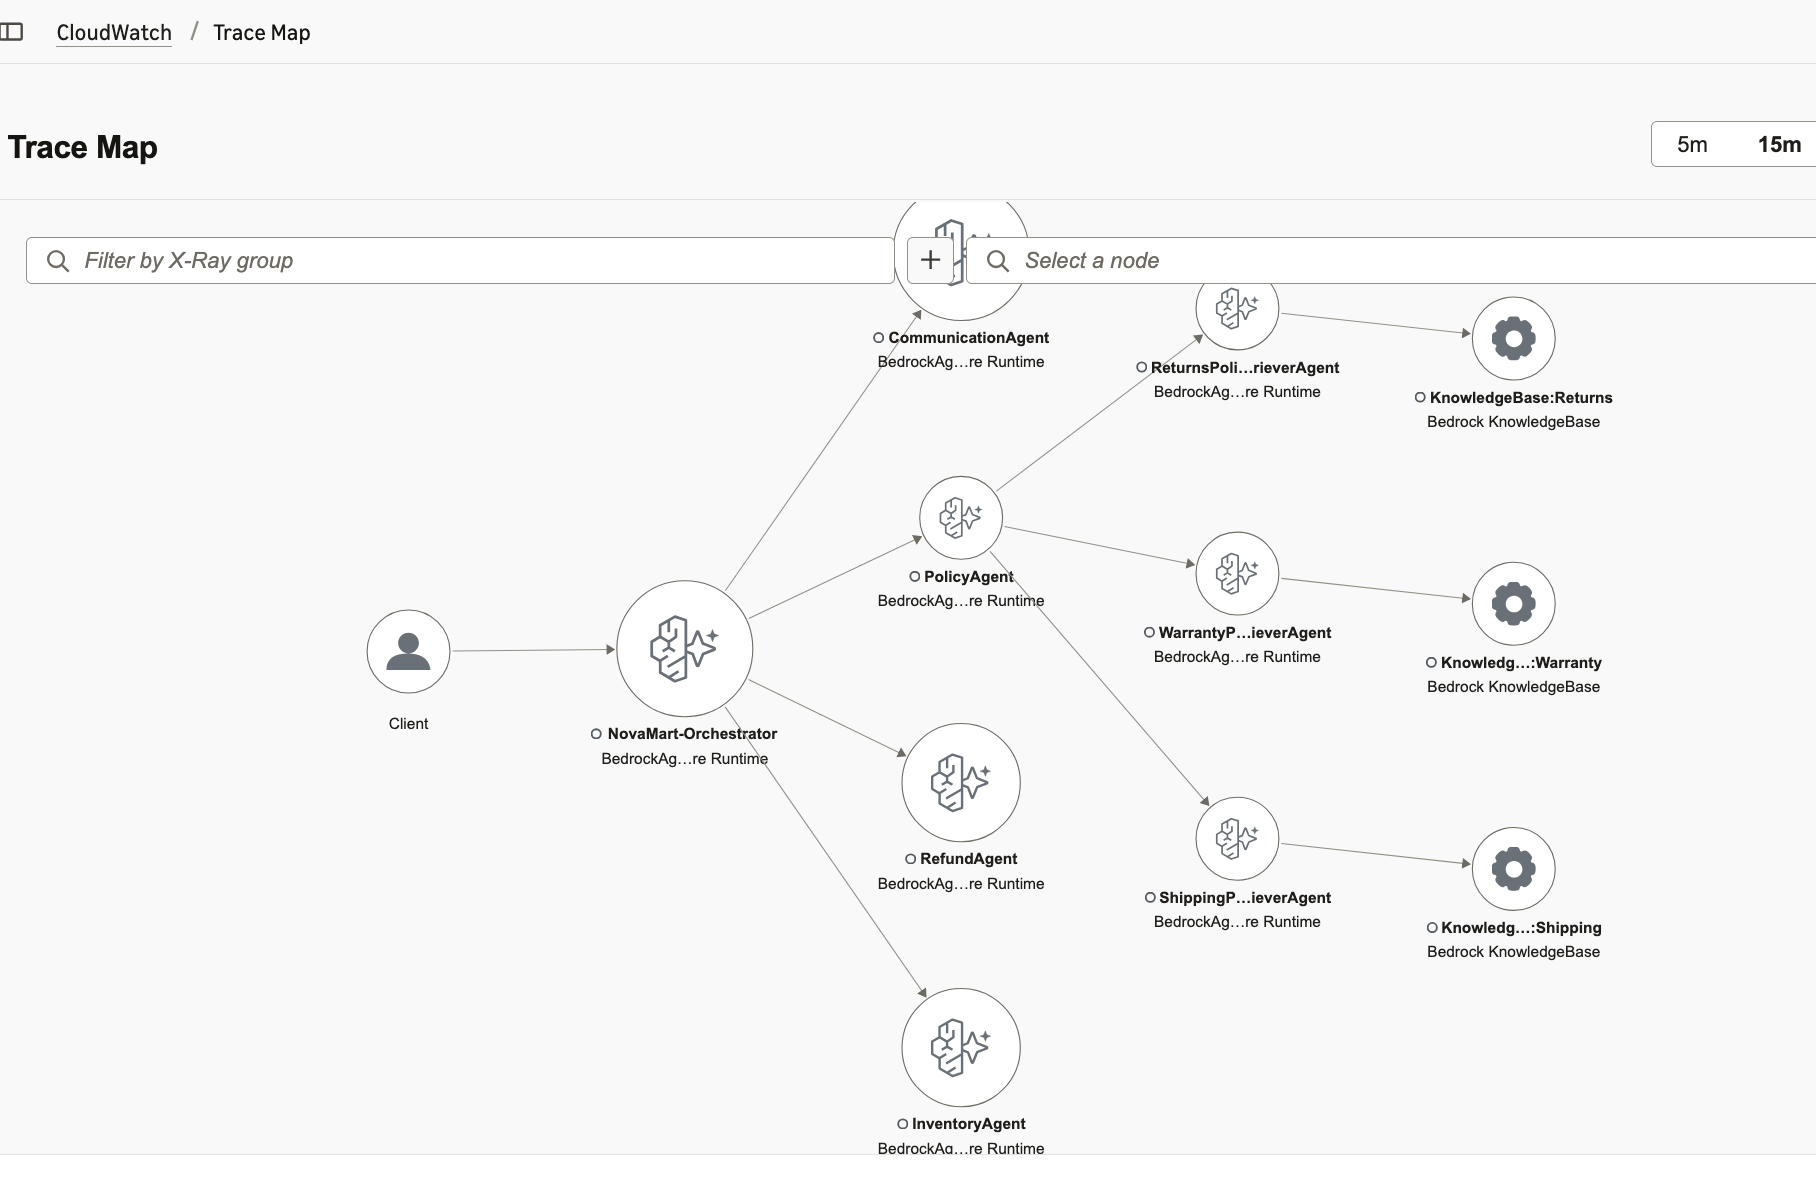 CloudWatch / Trace Map
Trace Map
5m 15m
Filter by X-Ray group
+
Select a node
CommunicationAgent
BedrockAg...re Runtime
ReturnsPoli...rieverAgent
BedrockAg...re Runtime
KnowledgeBase:Returns
Bedrock KnowledgeBase
PolicyAgent
BedrockAg...re Runtime
WarrantyP...ieverAgent
BedrockAg...re Runtime
Knowledg...:Warranty
Bedrock KnowledgeBase
Client
NovaMart-Orchestrator
BedrockAg...re Runtime
RefundAgent
BedrockAg...re Runtime
ShippingP...ieverAgent
BedrockAg...re Runtime
Knowledg...:Shipping
Bedrock KnowledgeBase
InventoryAgent
BedrockAg...re Runtime